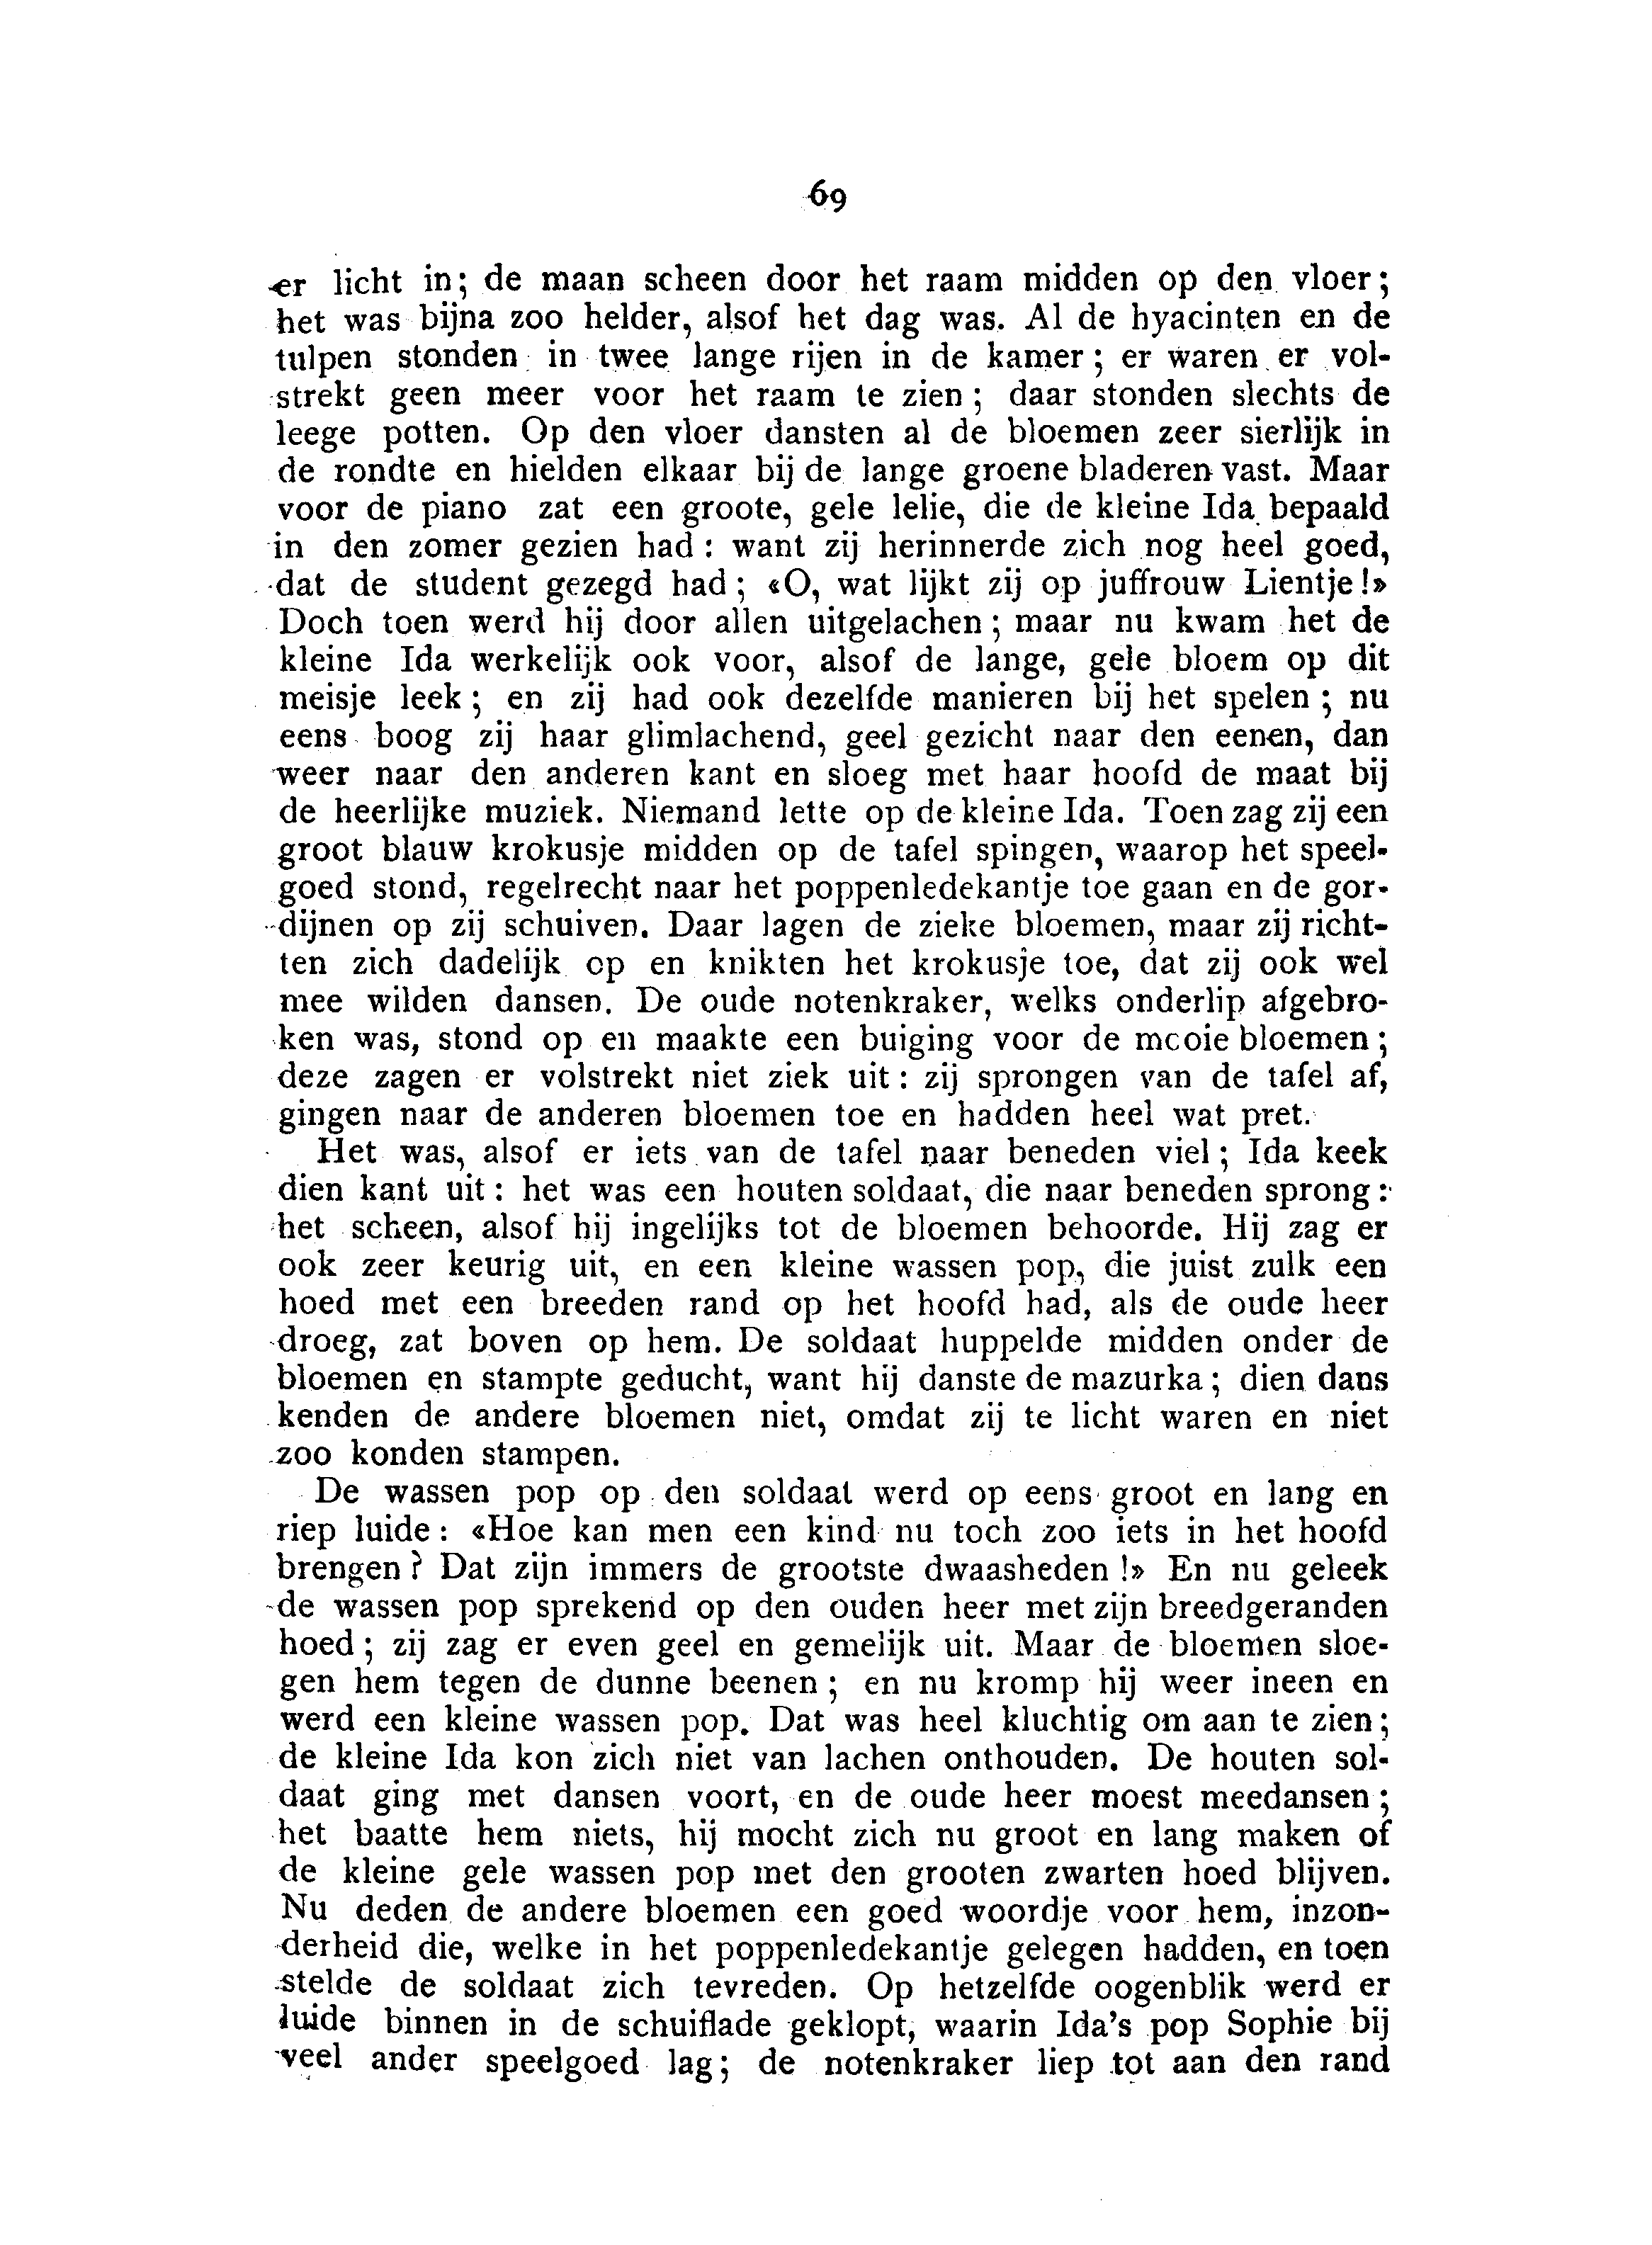 69
er licht in; de maan scheen door het raam midden op den vloer;
het was bijna zoo helder, alsof het dag was. Al de hyacinten en de
tulpen stonden in twee lange rijen in de kamer; er waren er vol-
strekt geen meer voor het raam te zien; daar stonden slechts de
leege potten. Op den vloer dansten al de bloemen zeer sierlijk in
de rondte en hielden elkaar bij de lange groene bladeren vast. Maar
voor de piano zat een groote, gele lelie, die de kleine Ida bepaald
in den zomer gezien had: want zij herinnerde zich nog heel goed,
dat de student gezegd had; «O, wat lijkt zij op juffrouw Lientje!»
Doch toen werd hij door allen uitgelachen; maar nu kwam het de
kleine Ida werkelijk ook voor, alsof de lange, gele bloem op dit
meisje leek; en zij had ook dezelfde manieren bij het spelen; nu
eens boog zij haar glimlachend, geel gezicht naar den eenen, dan
weer naar den anderen kant en sloeg met haar hoofd de maat bij
de heerlijke muziek. Niemand lette op de kleine Ida. Toen zag zij een
groot blauw krokusje midden op de tafel spingen, waarop het speel-
goed stond, regelrecht naar het poppenledekantje toe gaan en de gor-
dijnen op zij schuiven. Daar lagen de zieke bloemen, maar zij richt-
ten zich dadelijk op en knikten het krokusje toe, dat zij ook wel
mee wilden dansen. De oude notenkraker, welks onderlip afgebro-
ken was, stond op en maakte een buiging voor de mooie bloemen;
deze zagen er volstrekt niet ziek uit: zij sprongen van de tafel af,
gingen naar de anderen bloemen toe en hadden heel wat pret.
Het was, alsof er iets van de tafel naar beneden viel; Ida keek
dien kant uit: het was een houten soldaat, die naar beneden sprong:
het scheen, alsof hij ingelijks tot de bloemen behoorde. Hij zag er
ook zeer keurig uit, en een kleine wassen pop, die juist zulk een
hoed met een breeden rand op het hoofd had, als de oude heer
droeg, zat boven op hem. De soldaat huppelde midden onder de
bloemen en stampte geducht, want hij danste de mazurka; dien dans
kenden de andere bloemen niet, omdat zij te licht waren en niet
zoo konden stampen.
De wassen pop op den soldaat werd op eens groot en lang en
riep luide: «Hoe kan men een kind nu toch zoo iets in het hoofd
brengen? Dat zijn immers de grootste dwaasheden!» En nu geleek
de wassen pop sprekend op den ouden heer met zijn breedgeranden
hoed; zij zag er even geel en gemelijk uit. Maar de bloemen sloe-
gen hem tegen de dunne beenen; en nu kromp hij weer ineen en
werd een kleine wassen pop. Dat was heel kluchtig om aan te zien;
de kleine Ida kon zich niet van lachen onthouden. De houten sol-
daat ging met dansen voort, en de oude heer moest meedansen;
het baatte hem niets, hij mocht zich nu groot en lang maken of
de kleine gele wassen pop met den grooten zwarten hoed blijven.
Nu deden de andere bloemen een goed woordje voor hem, inzon-
derheid die, welke in het poppenledekantje gelegen hadden, en toen
stelde de soldaat zich tevreden. Op hetzelfde oogenblik werd er
luide binnen in de schuiflade geklopt, waarin Ida's pop Sophie bij
veel ander speelgoed lag; de notenkraker liep tot aan den rand